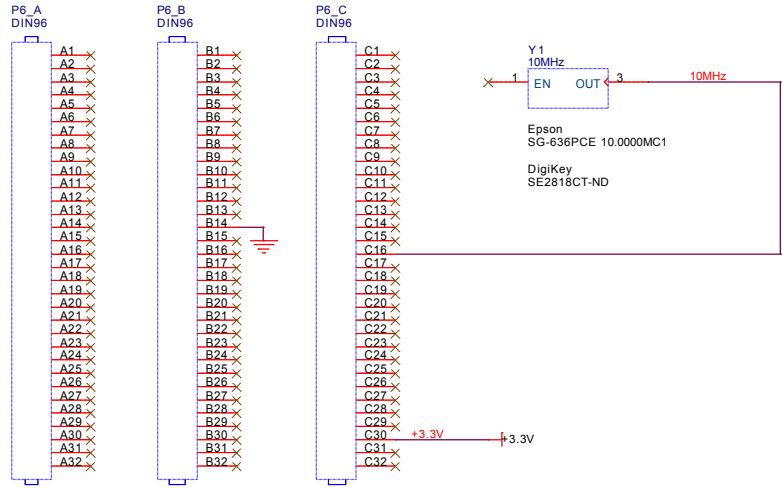 P6_A
DIN96
A1
A2
A3
A4
A5
A6
A7
A8
A9
A10
A11
A12
A13
A14
A15
A16
A17
A18
A19
A20
A21
A22
A23
A24
A25
A26
A27
A28
A29
A30
A31
A32
P6_B
DIN96
B1
B2
B3
B4
B5
B6
B7
B8
B9
B10
B11
B12
B13
B14
B15
B16
B17
B18
B19
B20
B21
B22
B23
B24
B25
B26
B27
B28
B29
B30
B31
B32
P6_C
DIN96
C1
C2
C3
C4
C5
C6
C7
C8
C9
C10
C11
C12
C13
C14
C15
C16
C17
C18
C19
C20
C21
C22
C23
C24
C25
C26
C27
C28
C29
C30
C31
C32
+3.3V
+3.3V
Y1
10MHz
1 EN OUT 3
10MHz
Epson
SG-636PCE 10.0000MC1
DigiKey
SE2818CT-ND